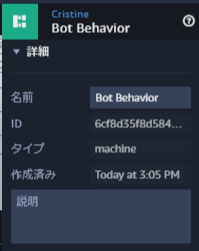 Cristine
Bot Behavior
詳細
名前 Bot Behavior
ID 6cf8d35f8d584...
タイプ machine
作成済み Today at 3:05 PM
説明